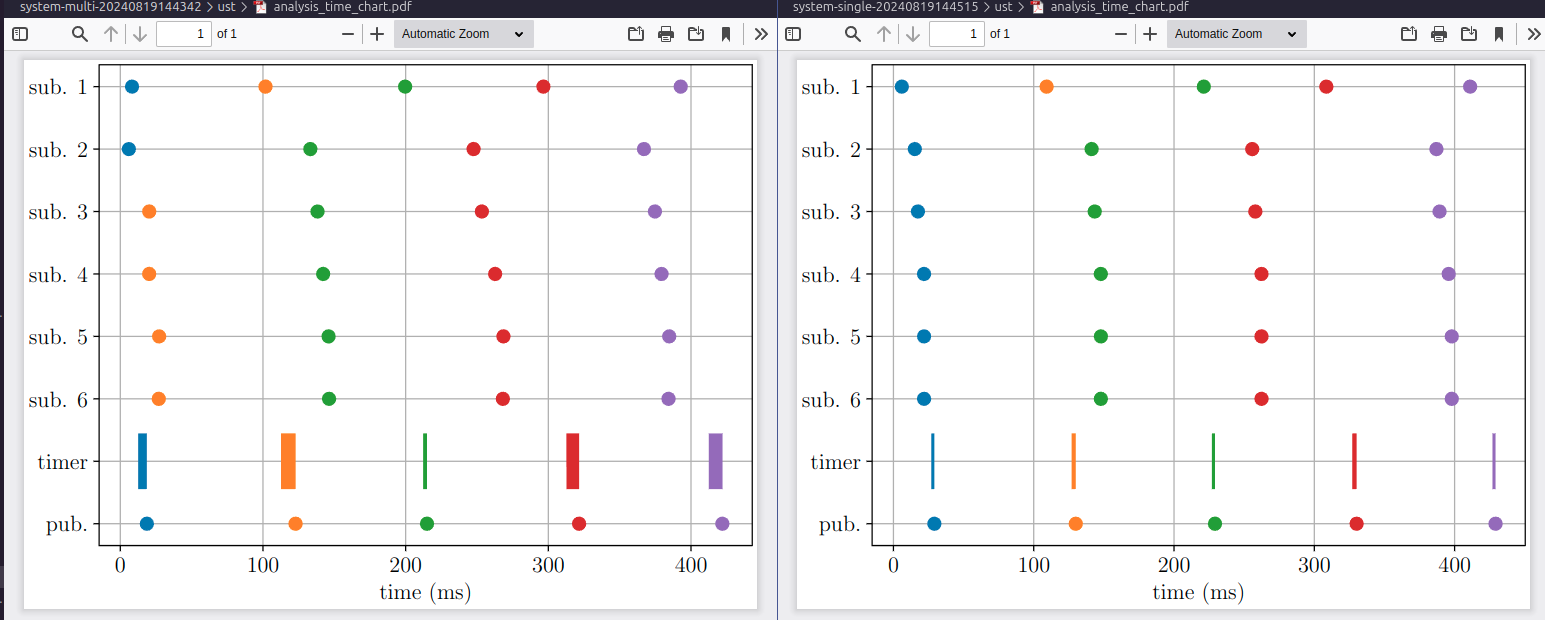 system-multi-20240819144342 > ust > analysis_time_chart.pdf
1 of 1 Automatic Zoom
sub. 1
sub. 2
sub. 3
sub. 4
sub. 5
sub. 6
timer
pub.
0 100 200 300 400
time (ms)
system-single-20240819144515 > ust > analysis_time_chart.pdf
1 of 1 Automatic Zoom
sub. 1
sub. 2
sub. 3
sub. 4
sub. 5
sub. 6
timer
pub.
0 100 200 300 400
time (ms)